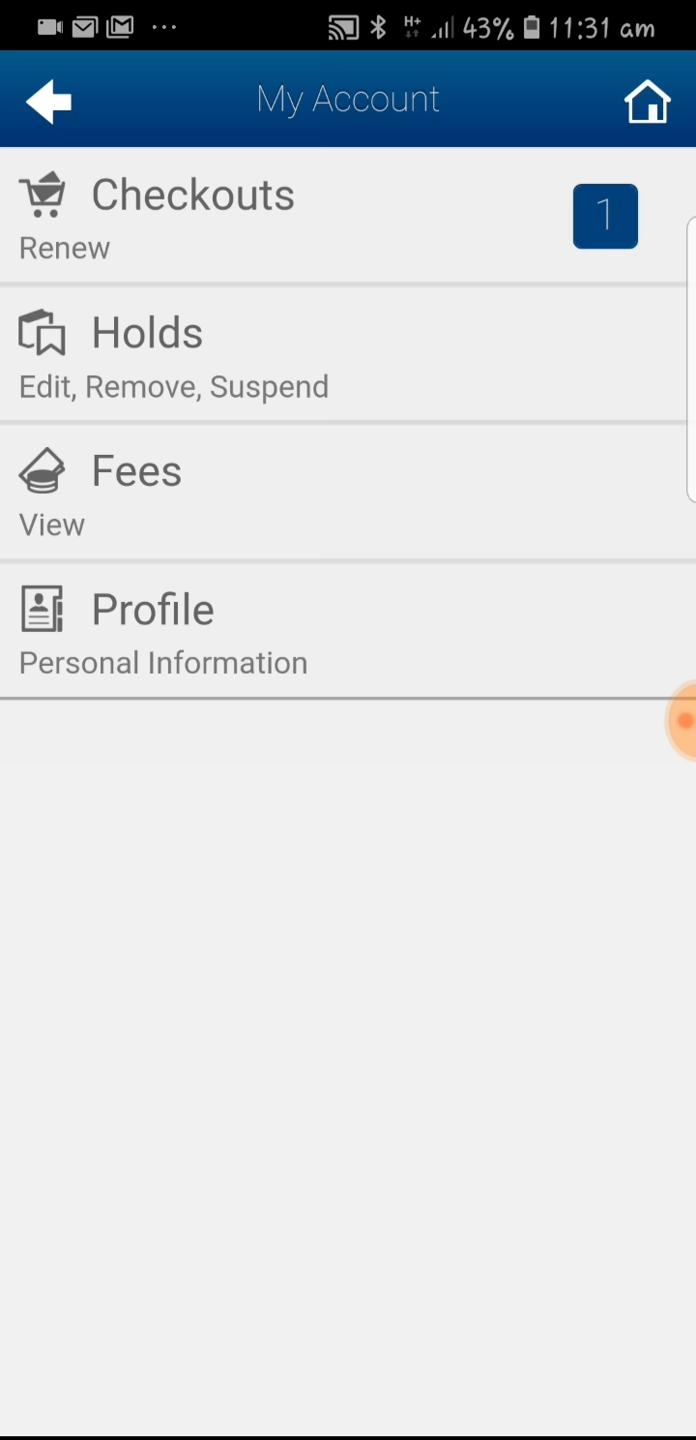 H+ 43% 11:31 am
My Account
Checkouts
1
Renew
Holds
Edit, Remove, Suspend
Fees
View
Profile
Personal Information